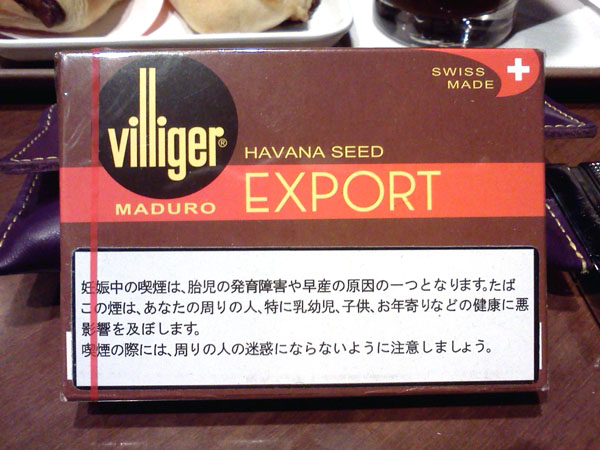 SWISS
MADE
villiger®
HAVANA SEED
MADURO
EXPORT
妊娠中の喫煙は、胎児の発育障害や早産の原因の一つとなります。たば
この煙は、あなたの周りの人、特に乳幼児、子供、お年寄りなどの健康に悪
影響を及ぼします。
喫煙の際には、周りの人の迷惑にならないように注意しましょう。